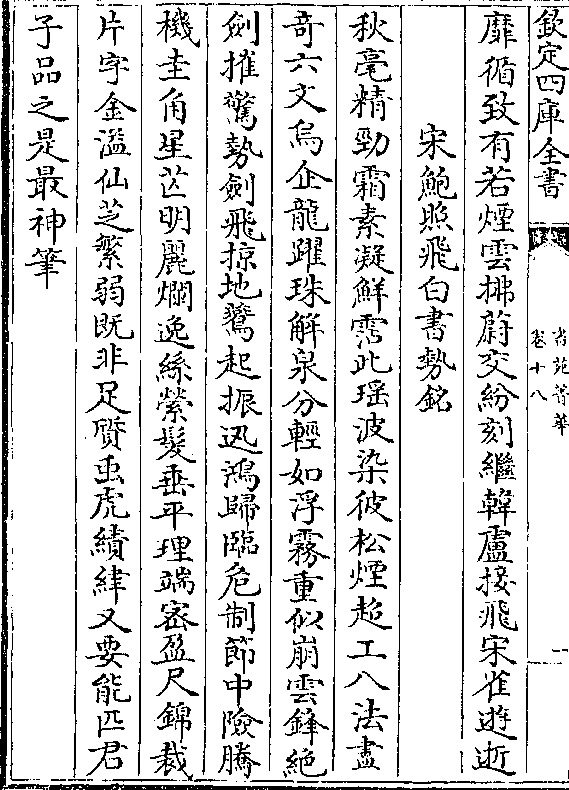 欽定四庫全書
書苑菁華
卷十八
一
靡循致有若煙雲拂蔚交紛刻繼韓盧接飛宋雀遊逝
宋鮑照飛白書勢銘
秋毫精勁霜素凝鮮霑此瑶波染彼松煙超工八法盡
奇六文鳥企龍躍珠解泉分輕如浮霧重似崩雲鋒絶
劍摧驚勢劍飛掠地騖起振迅鴻歸臨危制節中險騰
機圭角星芒明麗爛逸絲縈髮垂平理端密盈尺錦裁
片字金溢仙芝繁弱既非足贋虫虎績緯又要能匹君
子品之是最神筆